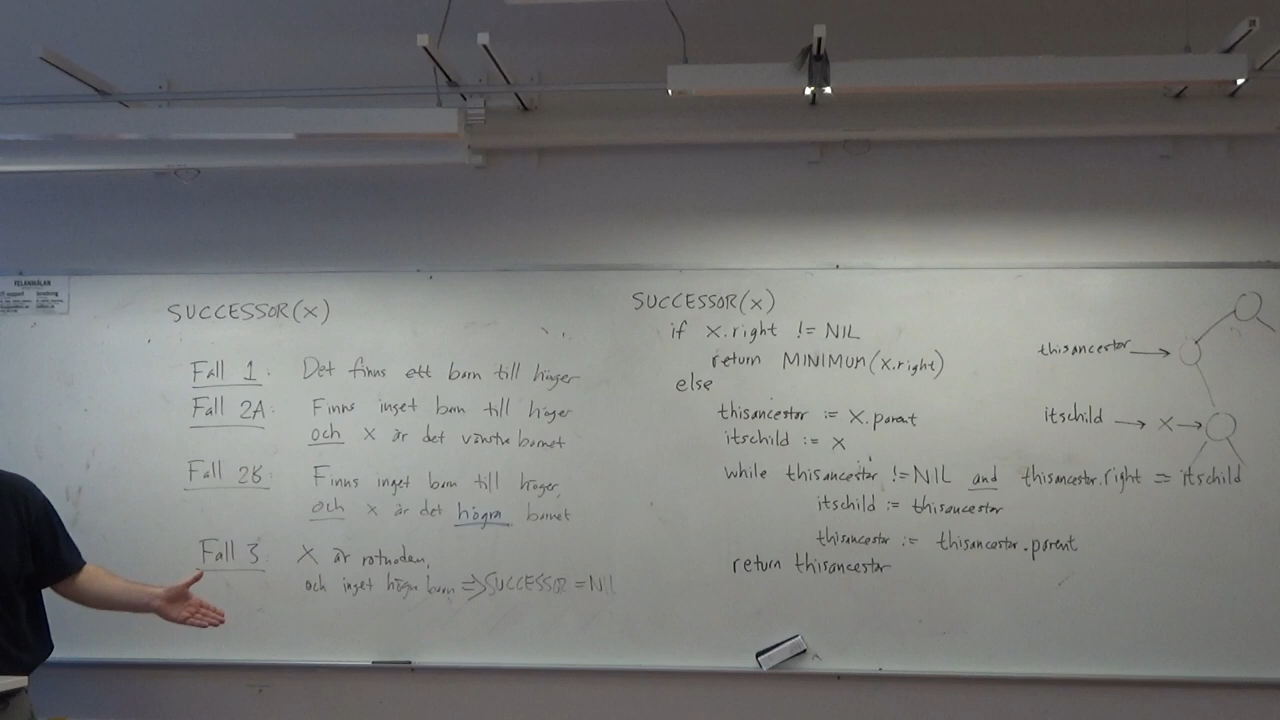 FELANMÄLAN
SUCCESSOR(x)
Fall 1: Det finns ett barn till höger
Fall 2A: Finns inget barn till höger
och x är det vänstra barnet
Fall 2B: Finns inget barn till höger,
och x är det högra barnet
Fall 3: X är rotnoden,
och inget högra barn => SUCCESSOR = NIL
SUCCESSOR(x)
if x.right != NIL
return MINIMUM(x.right)
else
thisancestor := x.parent
itschild := x
while thisancestor != NIL and thisancestor.right = itschild
itschild := thisancestor
thisancestor := thisancestor.parent
return thisancestor
thisancestor →
itschild → x →